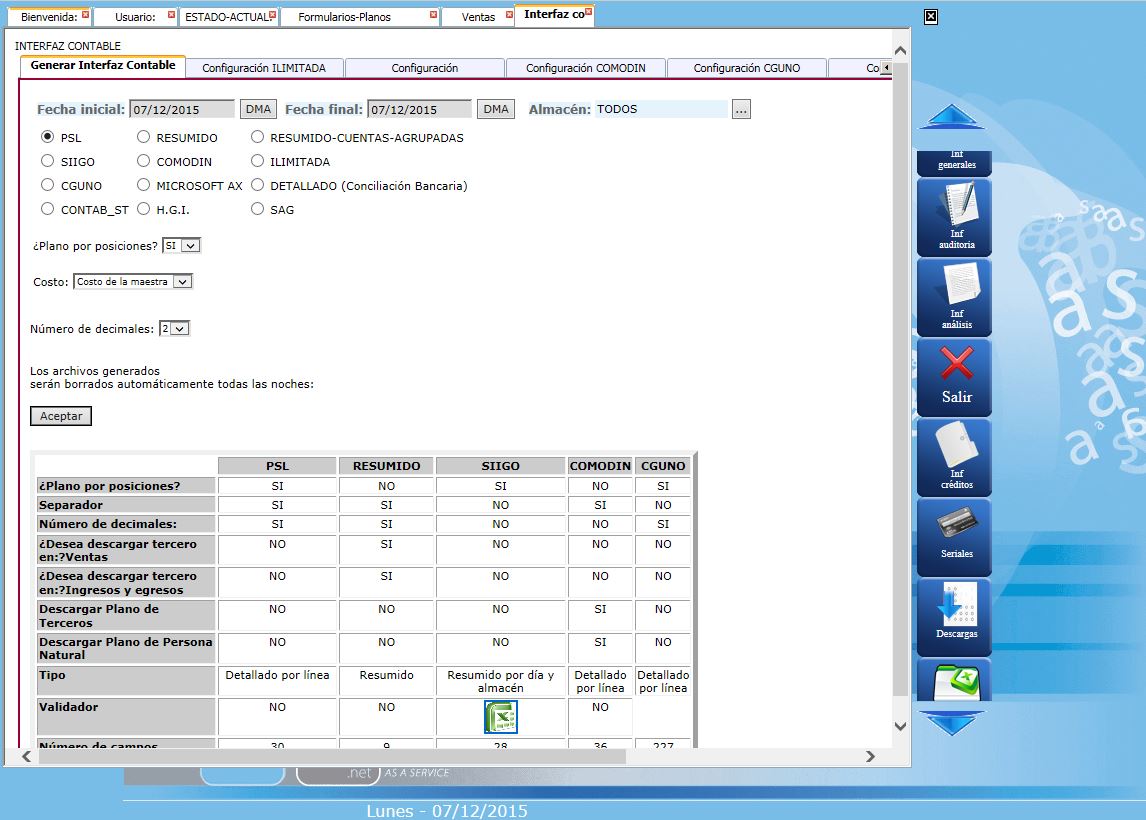 Bienvenida:
Usuario:
ESTADO-ACTUAL
Formularios-Planos
Ventas
Interfaz co
INTERFAZ CONTABLE
Generar Interfaz Contable
Configuración ILIMITADA
Configuración
Configuración COMODIN
Configuración CGUNO
Co
Fecha inicial: 07/12/2015 DMA Fecha final: 07/12/2015 DMA Almacén: TODOS ...
PSL RESUMIDO RESUMIDO-CUENTAS-AGRUPADAS
SIIGO COMODIN ILIMITADA
CGUNO MICROSOFT AX DETALLADO (Conciliación Bancaria)
CONTAB_ST H.G.I. SAG
¿Plano por posiciones? SI
Costo: Costo de la maestra
Número de decimales: 2
Los archivos generados
serán borrados automáticamente todas las noches:
Aceptar
PSL RESUMIDO SIIGO COMODIN CGUNO
¿Plano por posiciones? SI NO SI NO SI
Separador SI SI NO SI NO
Número de decimales: SI SI NO NO SI
¿Desea descargar tercero
en:?Ventas NO SI NO NO NO
¿Desea descargar tercero
en:?Ingresos y egresos NO SI NO NO NO
Descargar Plano de
Terceros NO NO NO SI NO
Descargar Plano de Persona
Natural NO NO NO SI NO
Tipo Detallado por línea Resumido Resumido por día y
almacén Detallado
por línea Detallado
por línea
Validador NO NO NO
Número de campos 30 9 28 36 227
Inf
generales
Inf
auditoria
Inf
análisis
Salir
Inf
créditos
Seriales
Descargas
.net AS A SERVICE
Lunes - 07/12/2015